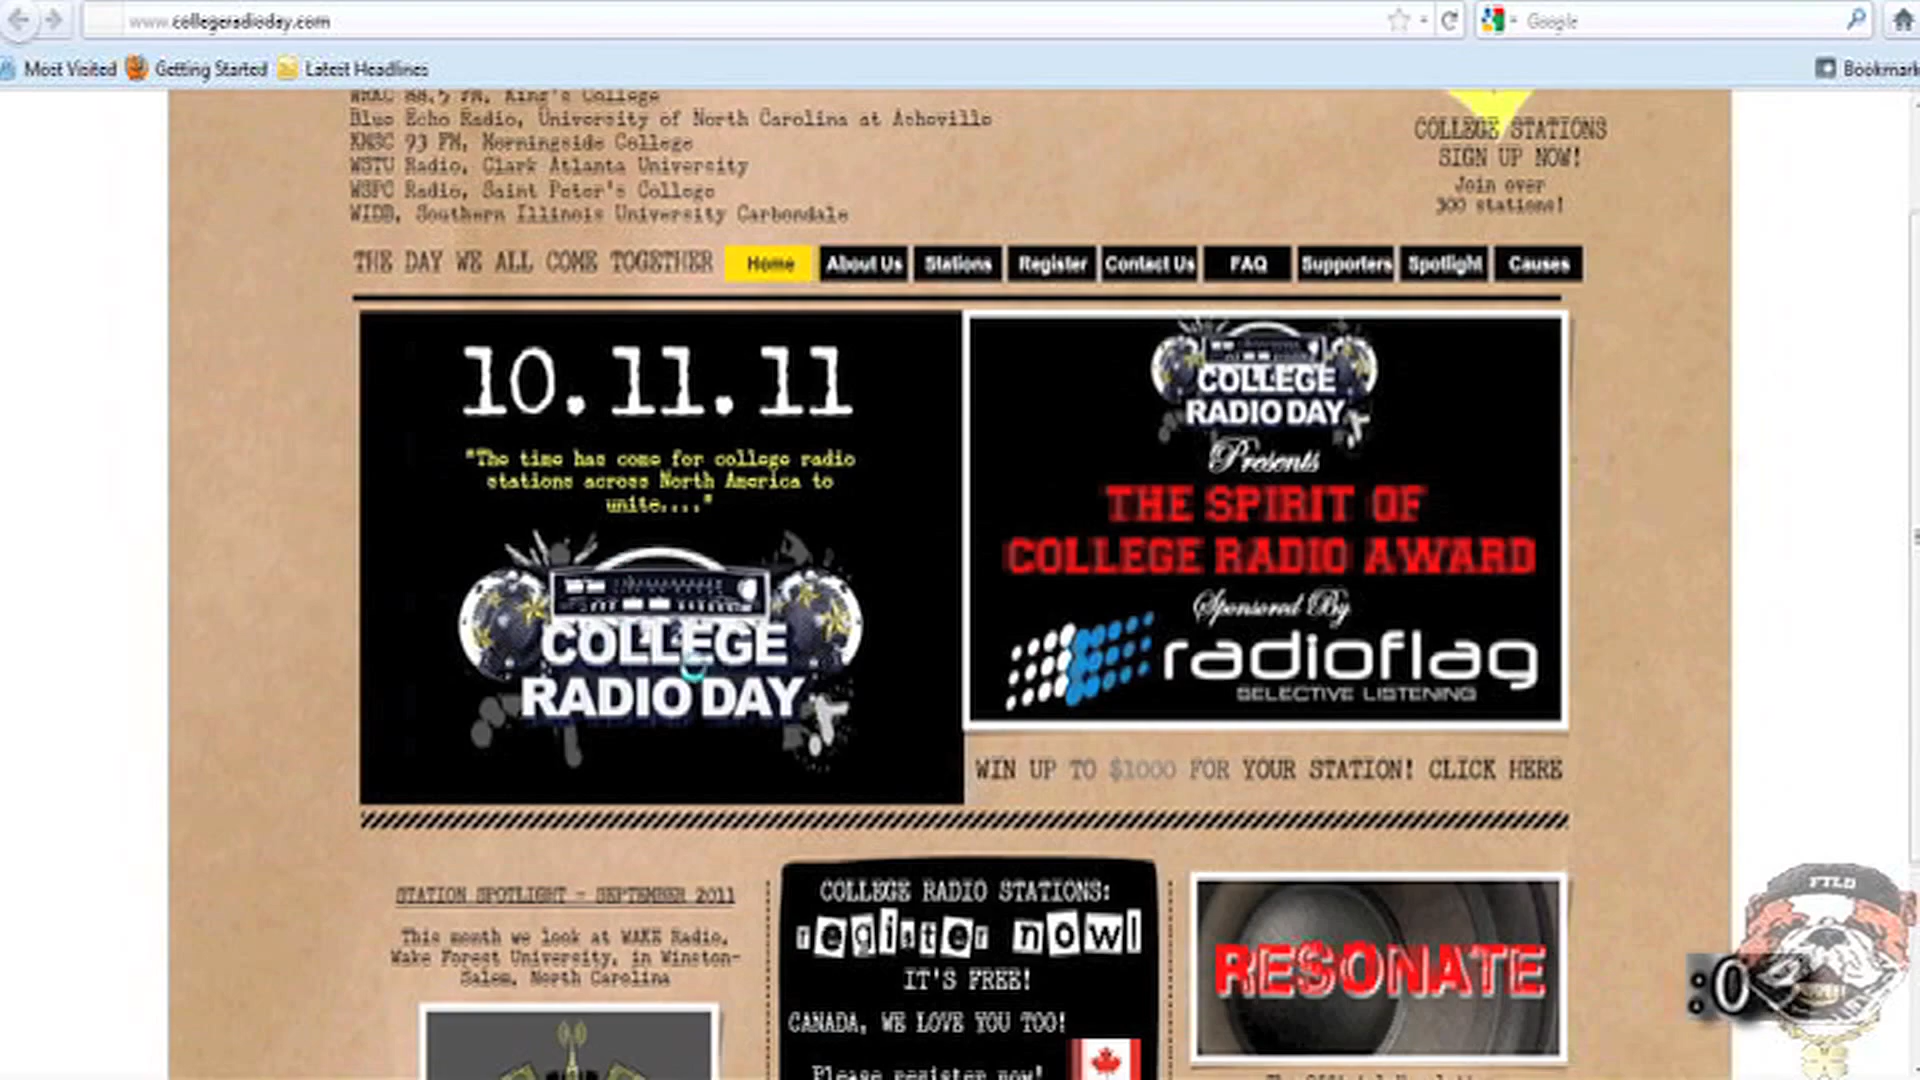 www.collegeradioday.com
Google
Most Visited
Getting Started
Latest Headlines
Bookmark
WRKC 88.5 FM, King's College
Blue Echo Radio, University of North Carolina at Asheville
KMSC 93 FM, Morningside College
WSTU Radio, Clark Atlanta University
WSPC Radio, Saint Peter's College
WIDB, Southern Illinois University Carbondale
COLLEGE STATIONS
SIGN UP NOW!
Join over
300 stations!
THE DAY WE ALL COME TOGETHER
Home
About Us
Stations
Register
Contact Us
FAQ
Supporters
Spotlight
Causes
10.11.11
"The time has come for college radio
stations across North America to
unite...."
COLLEGE
RADIO DAY
COLLEGE
RADIO DAY
Presents
THE SPIRIT OF
COLLEGE RADIO AWARD
Sponsored By
radioflag
SELECTIVE LISTENING
WIN UP TO $1000 FOR YOUR STATION! CLICK HERE
STATION SPOTLIGHT - SEPTEMBER 2011
This month we look at WAKE Radio,
Wake Forest University, in Winston-
Salem, North Carolina
COLLEGE RADIO STATIONS:
register now!
IT'S FREE!
CANADA, WE LOVE YOU TOO!
Please register now!
RESONATE
FTLD
:0